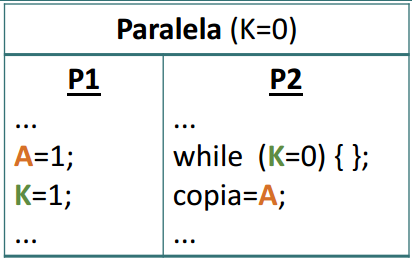 Paralela (K=0)
P1
...
A=1;
K=1;
...
P2
...
while (K=0) { };
copia=A;
...